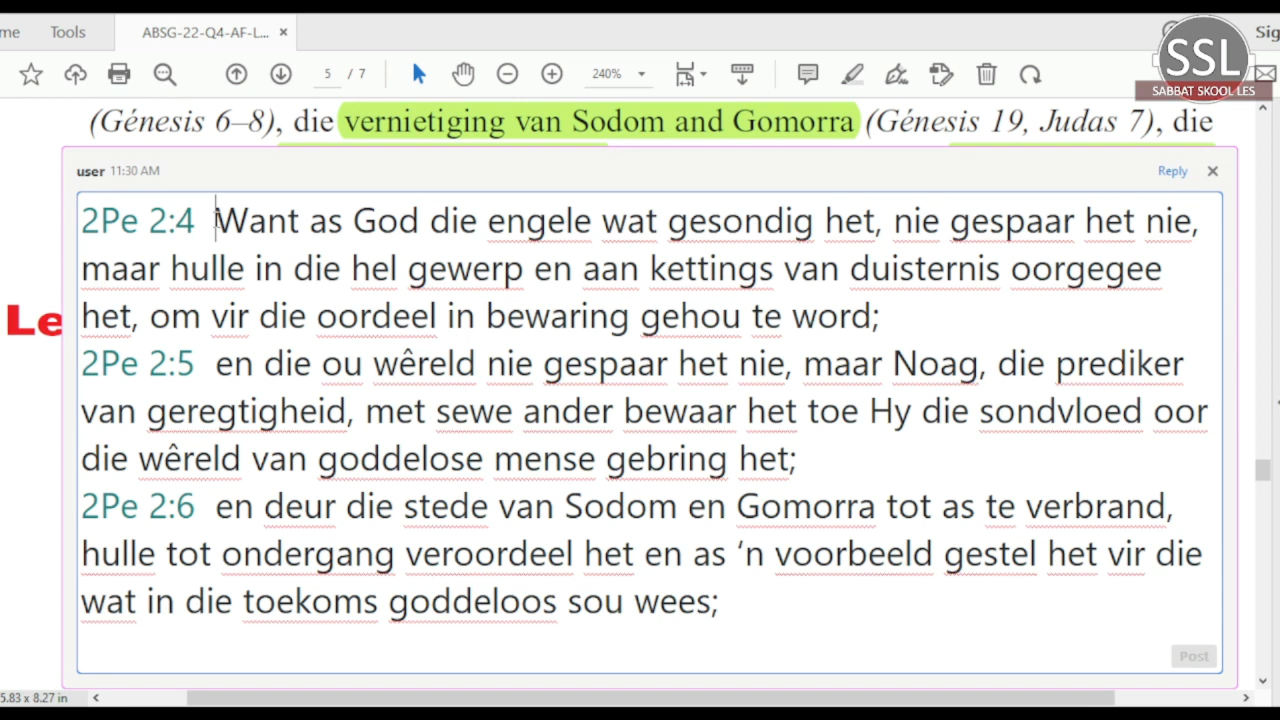 me Tools ABSG-22-Q4-AF-L... × Sig
5 / 7 240%
SSL
SABBAT SKOOL LES
(Génesis 6–8), die vernietiging van Sodom and Gomorra (Génesis 19, Judas 7), die
user 11:30 AM Reply ×
2Pe 2:4 Want as God die engele wat gesondig het, nie gespaar het nie,
maar hulle in die hel gewerp en aan kettings van duisternis oorgegee
Le
het, om vir die oordeel in bewaring gehou te word;
2Pe 2:5 en die ou wêreld nie gespaar het nie, maar Noag, die prediker
van geregtigheid, met sewe ander bewaar het toe Hy die sondvloed oor
die wêreld van goddelose mense gebring het;
2Pe 2:6 en deur die stede van Sodom en Gomorra tot as te verbrand,
hulle tot ondergang veroordeel het en as ‘n voorbeeld gestel het vir die
wat in die toekoms goddeloos sou wees;
Post
5.83 x 8.27 in